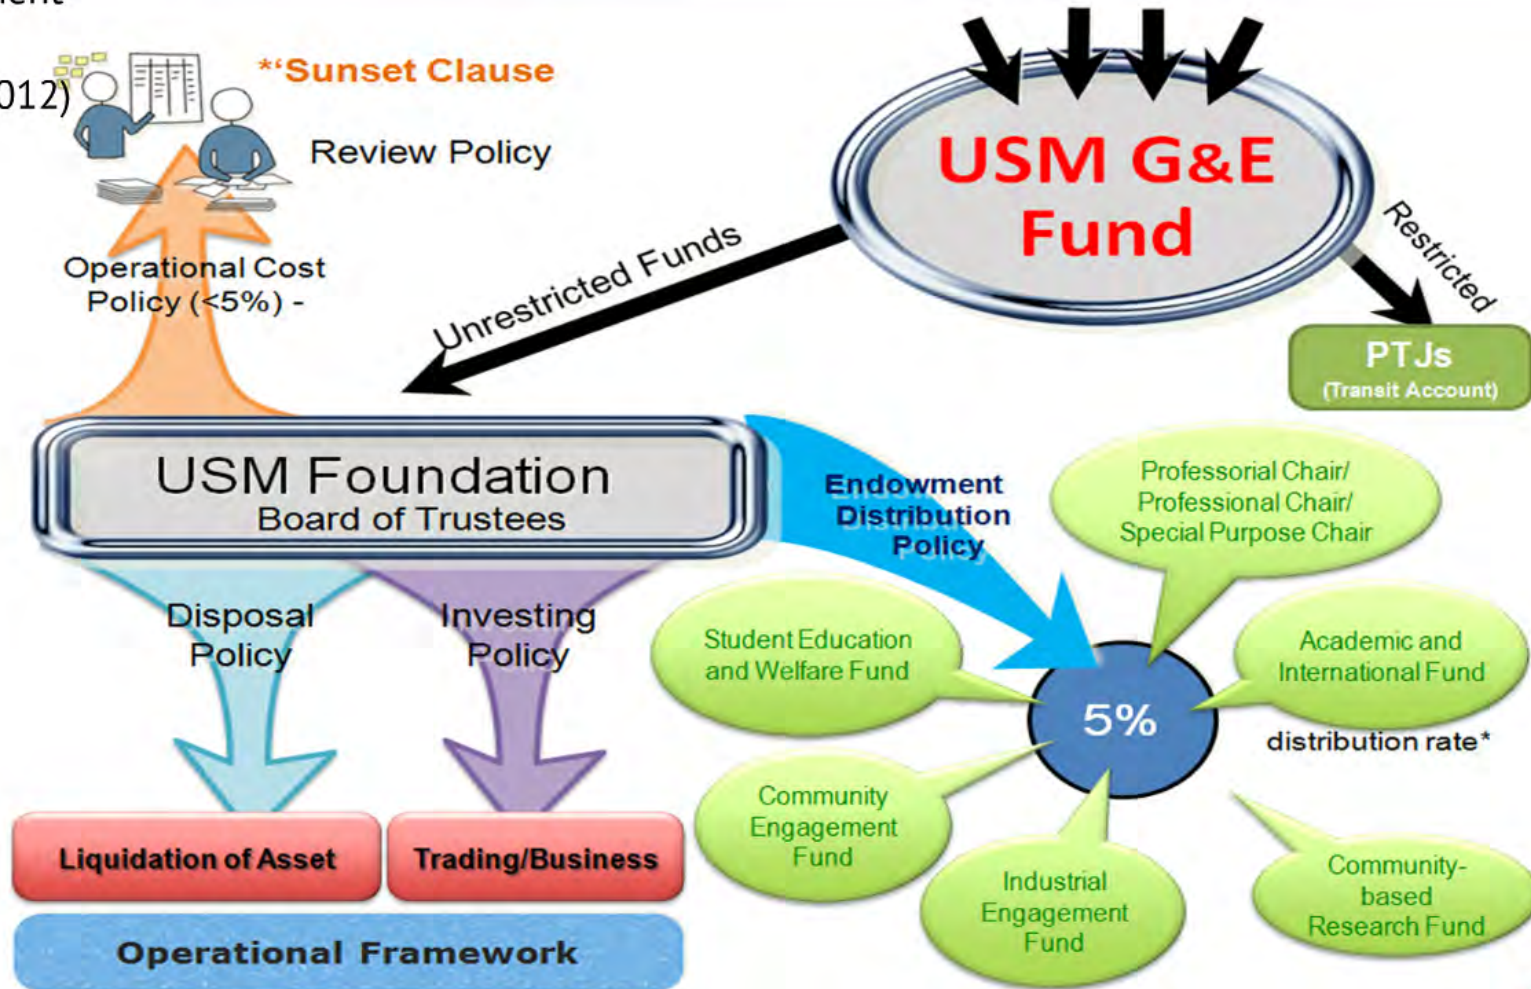 012)
*‘Sunset Clause
Review Policy
Operational Cost
Policy (<5%) -
USM G&E
Fund
Unrestricted Funds
Restricted
PTJs
(Transit Account)
USM Foundation
Board of Trustees
Endowment
Distribution
Policy
Disposal
Policy
Investing
Policy
Liquidation of Asset
Trading/Business
Operational Framework
Professorial Chair/
Professional Chair/
Special Purpose Chair
Student Education
and Welfare Fund
Academic and
International Fund
5%
distribution rate*
Community
Engagement
Fund
Industrial
Engagement
Fund
Community-
based
Research Fund